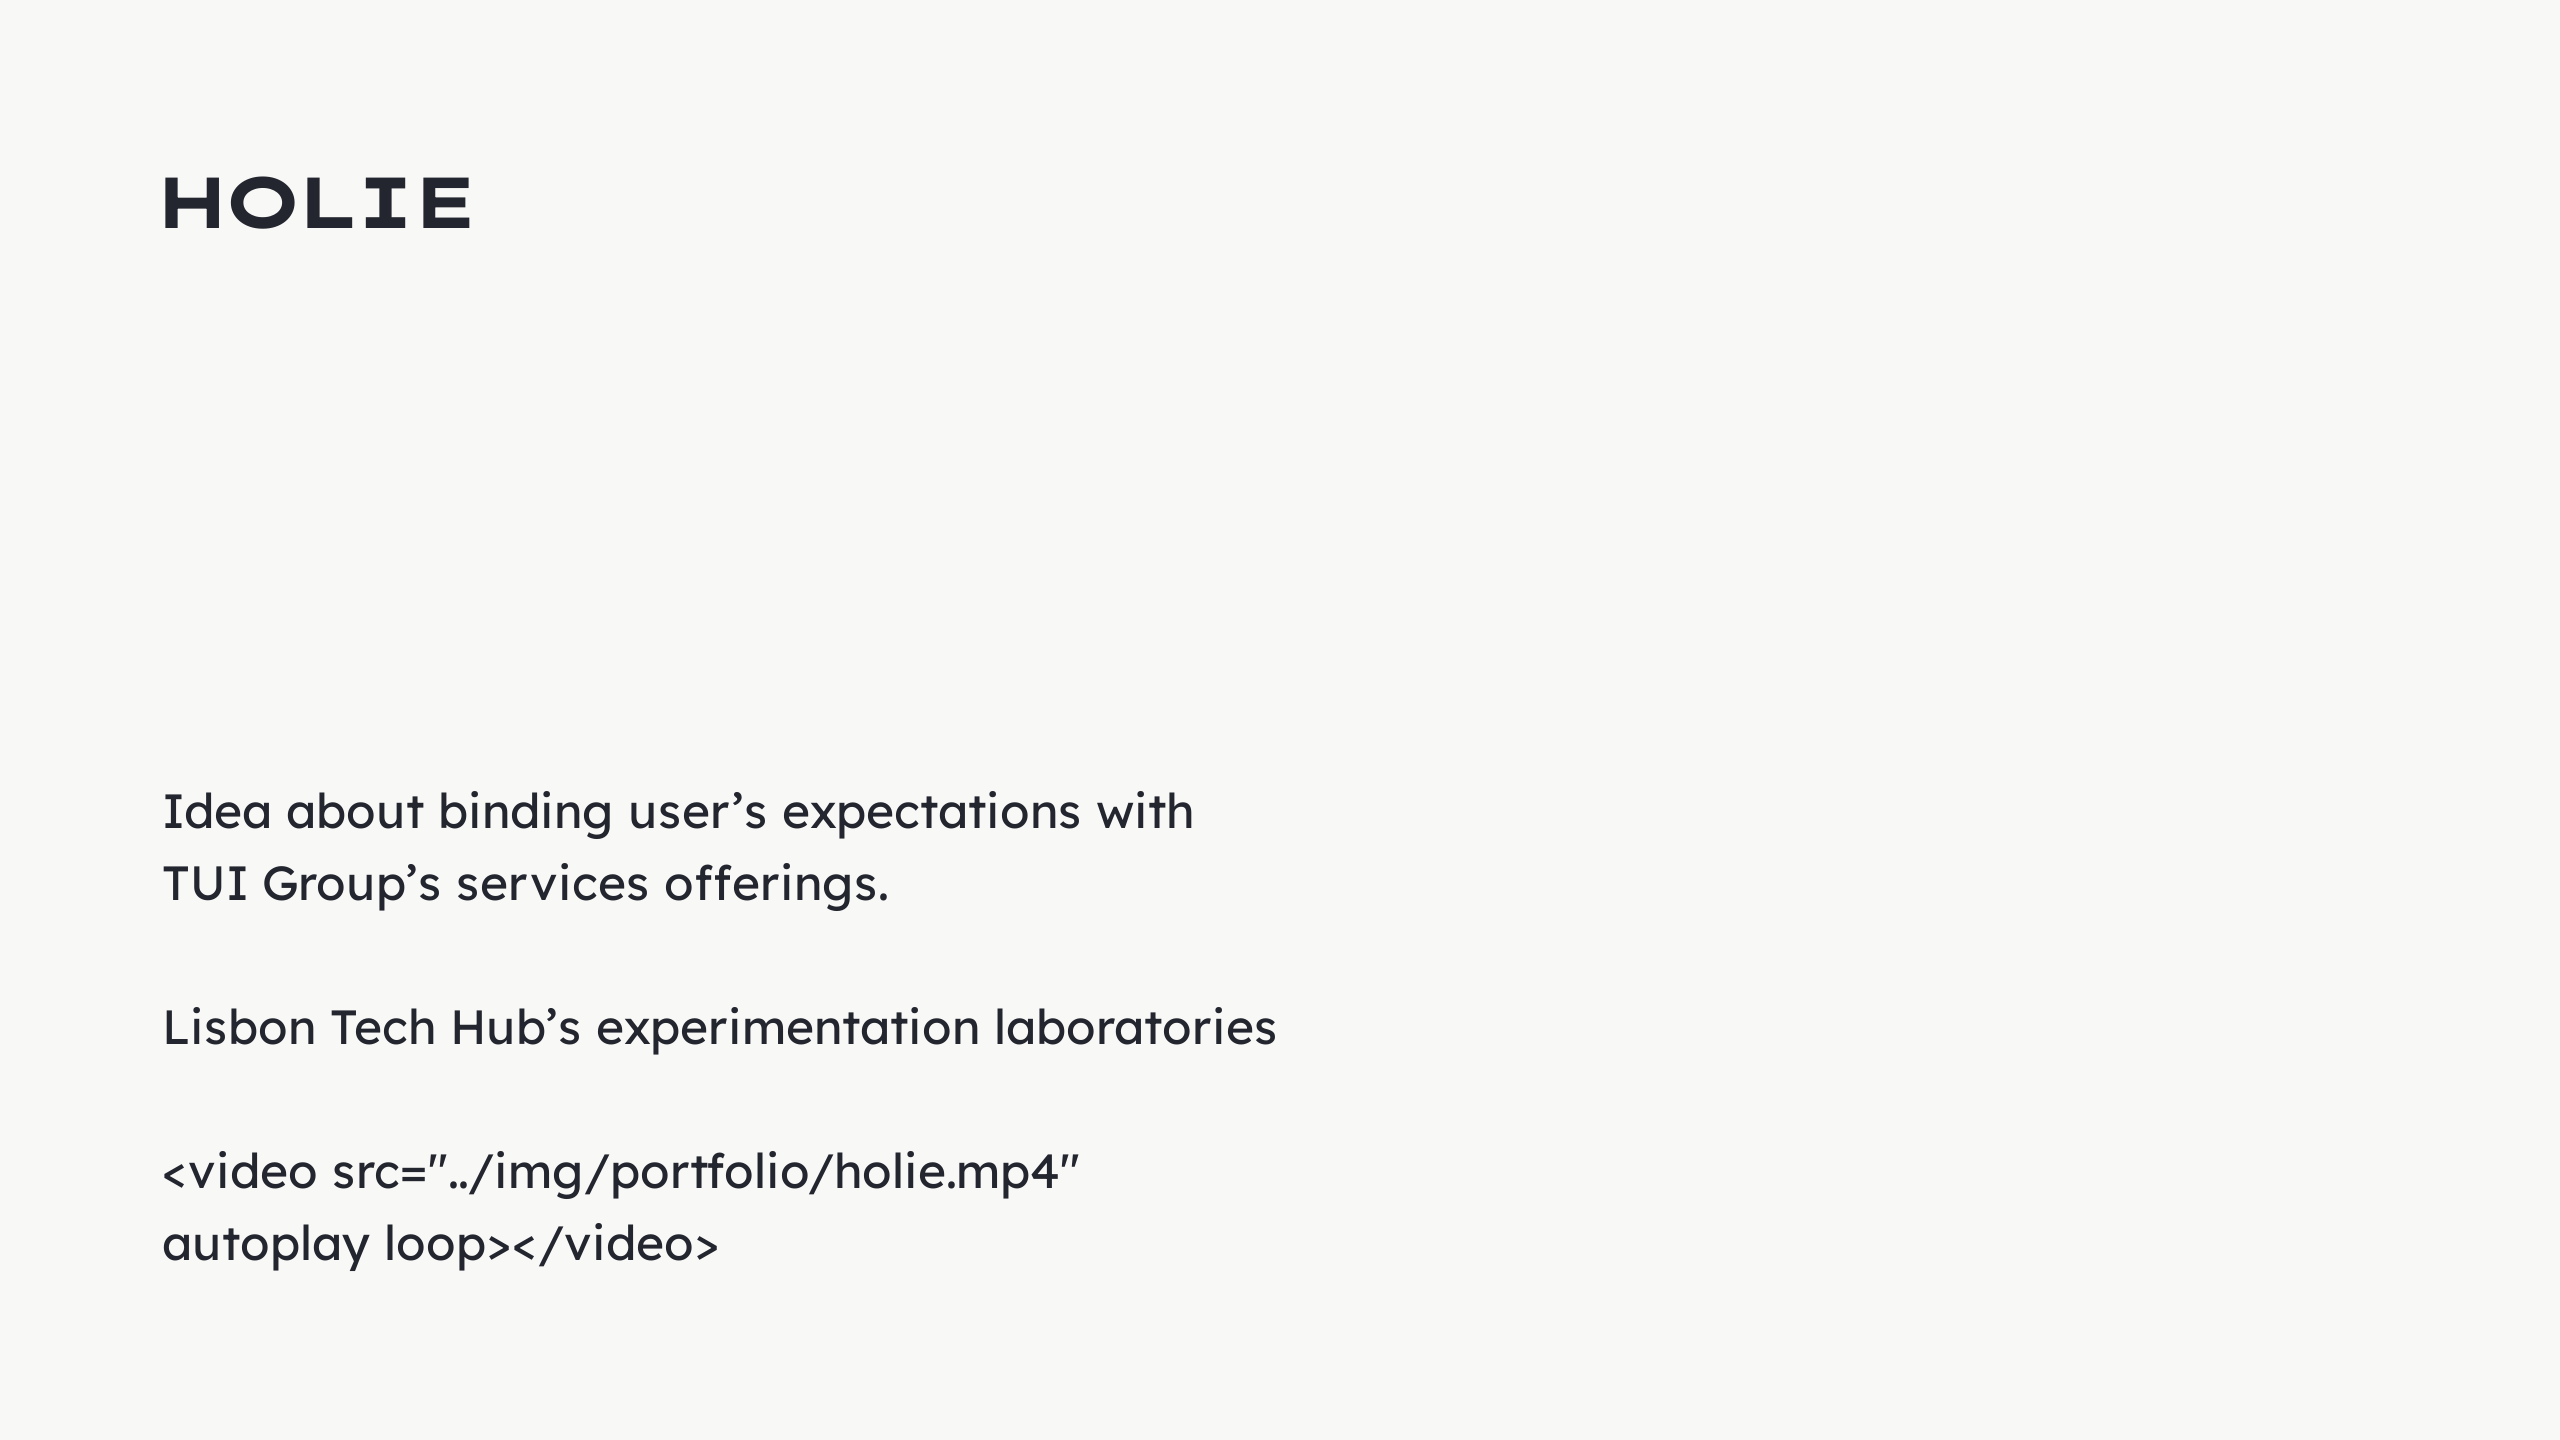 HOLIE
Idea about binding user’s expectations with
TUI Group’s services offerings.
Lisbon Tech Hub’s experimentation laboratories
<video src="../img/portfolio/holie.mp4"
autoplay loop></video>